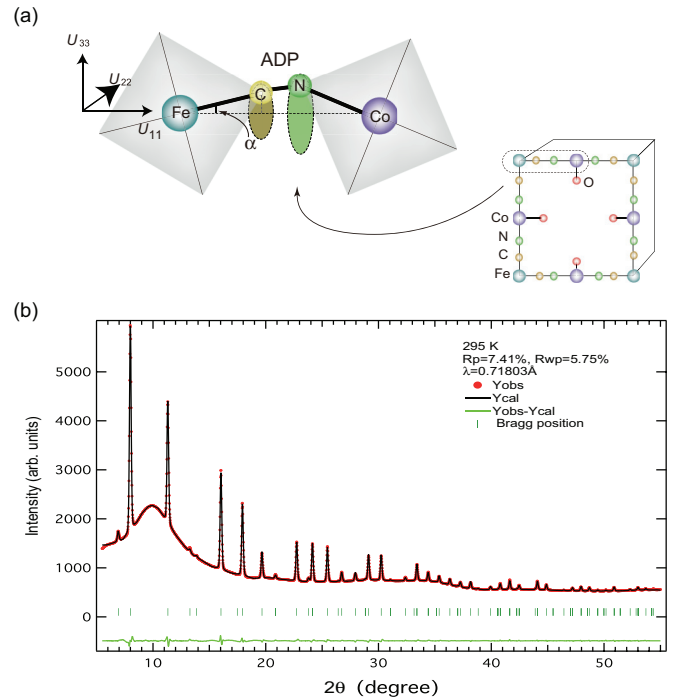 (a)
ADP
U33
U22
U11
Fe
C
N
Co
α
O
Co
N
C
Fe
(b)
295 K
Rp=7.41%, Rwp=5.75%
λ=0.71803Å
Yobs
Ycal
Yobs-Ycal
Bragg position
Intensity (arb. units)
5000
4000
3000
2000
1000
0
10 20 30 40 50
2θ (degree)